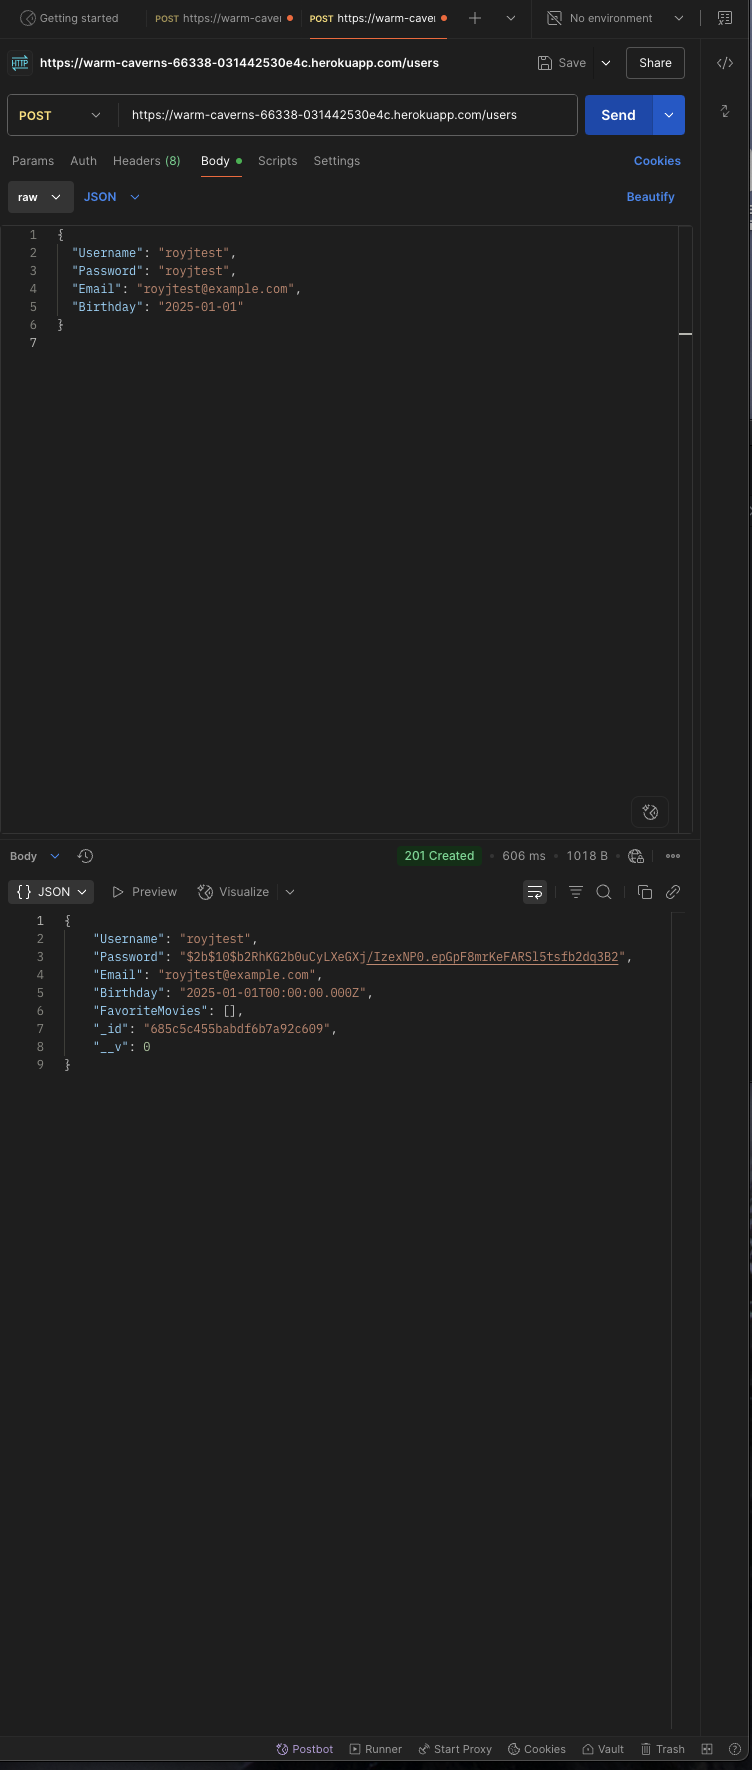 Getting started
POST https://warm-caver
POST https://warm-caver
No environment
HTTP
https://warm-caverns-66338-031442530e4c.herokuapp.com/users
Save
Share
POST
https://warm-caverns-66338-031442530e4c.herokuapp.com/users
Send
Params Auth Headers (8) Body Scripts Settings Cookies
raw JSON Beautify
1 {
2 "Username": "royjtest",
3 "Password": "royjtest",
4 "Email": "royjtest@example.com",
5 "Birthday": "2025-01-01"
6 }
7
Body 201 Created 606 ms 1018 B
{} JSON Preview Visualize
1 {
2 "Username": "royjtest",
3 "Password": "$2b$10$b2RhKG2b0uCyLXeGXj/IzexNP0.epGpF8mrKeFARSl5tsfb2dq3B2",
4 "Email": "royjtest@example.com",
5 "Birthday": "2025-01-01T00:00:00.000Z",
6 "FavoriteMovies": [],
7 "_id": "685c5c455babdf6b7a92c609",
8 "__v": 0
9 }
Postbot Runner Start Proxy Cookies Vault Trash